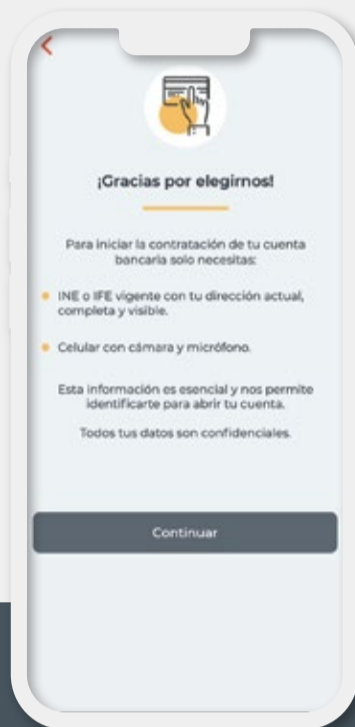 ¡Gracias por elegirnos!
Para iniciar la contratación de tu cuenta
bancaria solo necesitas:
INE o IFE vigente con tu dirección actual,
completa y visible.
Celular con cámara y micrófono.
Esta información es esencial y nos permite
identificarte para abrir tu cuenta.
Todos tus datos son confidenciales.
Continuar